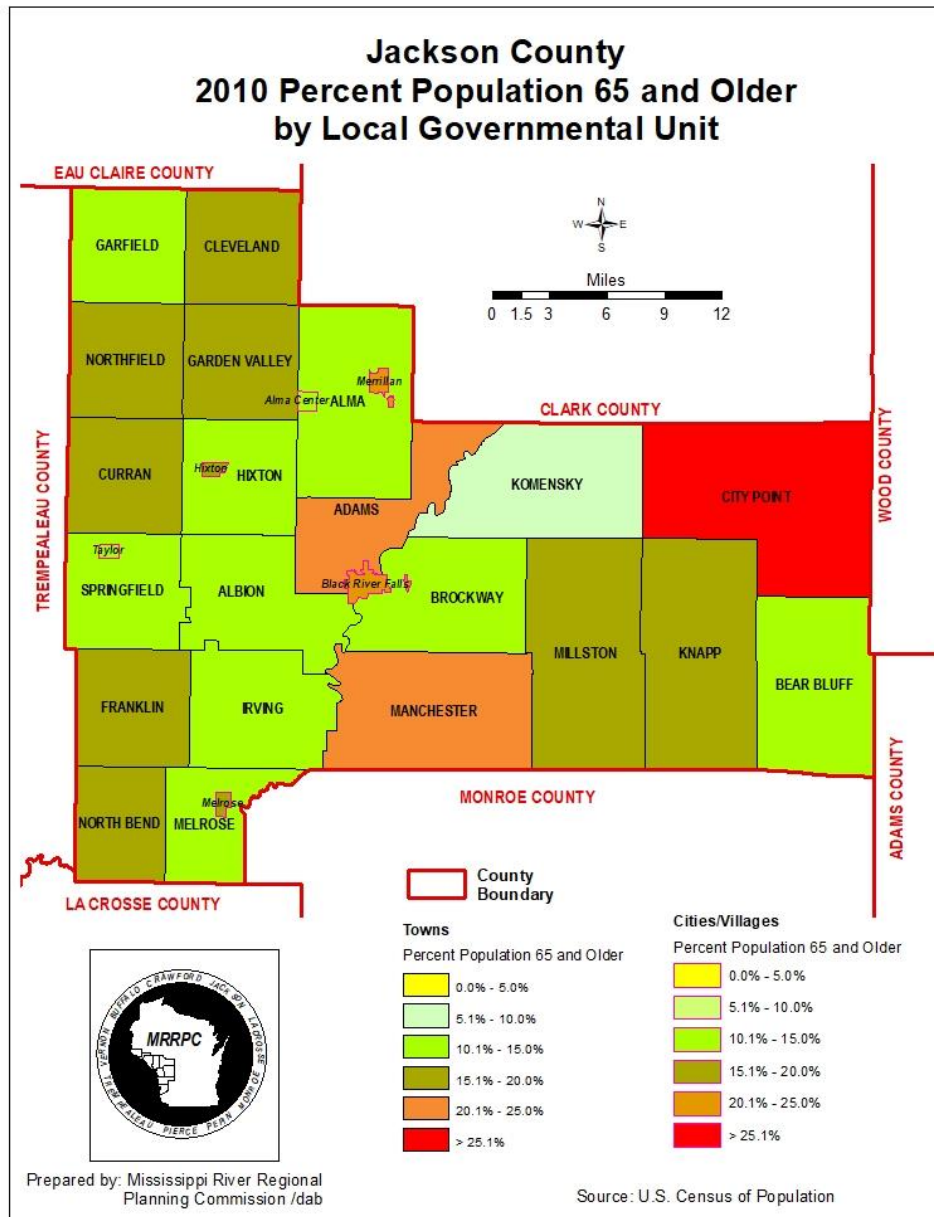 Jackson County
2010 Percent Population 65 and Older
by Local Governmental Unit
EAU CLAIRE COUNTY
GARFIELD
CLEVELAND
N
W E
S
Miles
0 1.5 3 6 9 12
NORTHFIELD
GARDEN VALLEY
Merrillan
Alma Center
ALMA
CLARK COUNTY
WOOD COUNTY
TREMPEALEAU COUNTY
CURRAN
Hixton
HIXTON
KOMENSKY
CITY POINT
ADAMS
Taylor
SPRINGFIELD
ALBION
Black River Falls
BROCKWAY
MILLSTON
KNAPP
BEAR BLUFF
FRANKLIN
IRVING
MANCHESTER
ADAMS COUNTY
MONROE COUNTY
NORTH BEND
Melrose
MELROSE
LA CROSSE COUNTY
County
Boundary
Towns
Percent Population 65 and Older
0.0% - 5.0%
5.1% - 10.0%
10.1% - 15.0%
15.1% - 20.0%
20.1% - 25.0%
> 25.1%
Cities/Villages
Percent Population 65 and Older
0.0% - 5.0%
5.1% - 10.0%
10.1% - 15.0%
15.1% - 20.0%
20.1% - 25.0%
> 25.1%
VERNON BUFFALO CRAWFORD JACKSON LACROSSE
MRRPC
TREMPEALEAU PIERCE PEPIN MONROE
Prepared by: Mississippi River Regional
Planning Commission /dab
Source: U.S. Census of Population